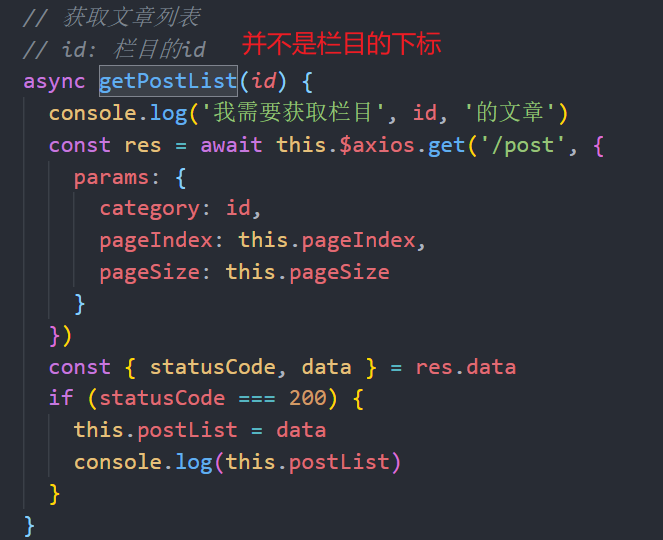 // 获取文章列表
// id: 栏目的id 并不是栏目的下标
async getPostList(id) {
console.log('我需要获取栏目', id, '的文章')
const res = await this.$axios.get('/post', {
params: {
category: id,
pageIndex: this.pageIndex,
pageSize: this.pageSize
}
})
const { statusCode, data } = res.data
if (statusCode === 200) {
this.postList = data
console.log(this.postList)
}
}